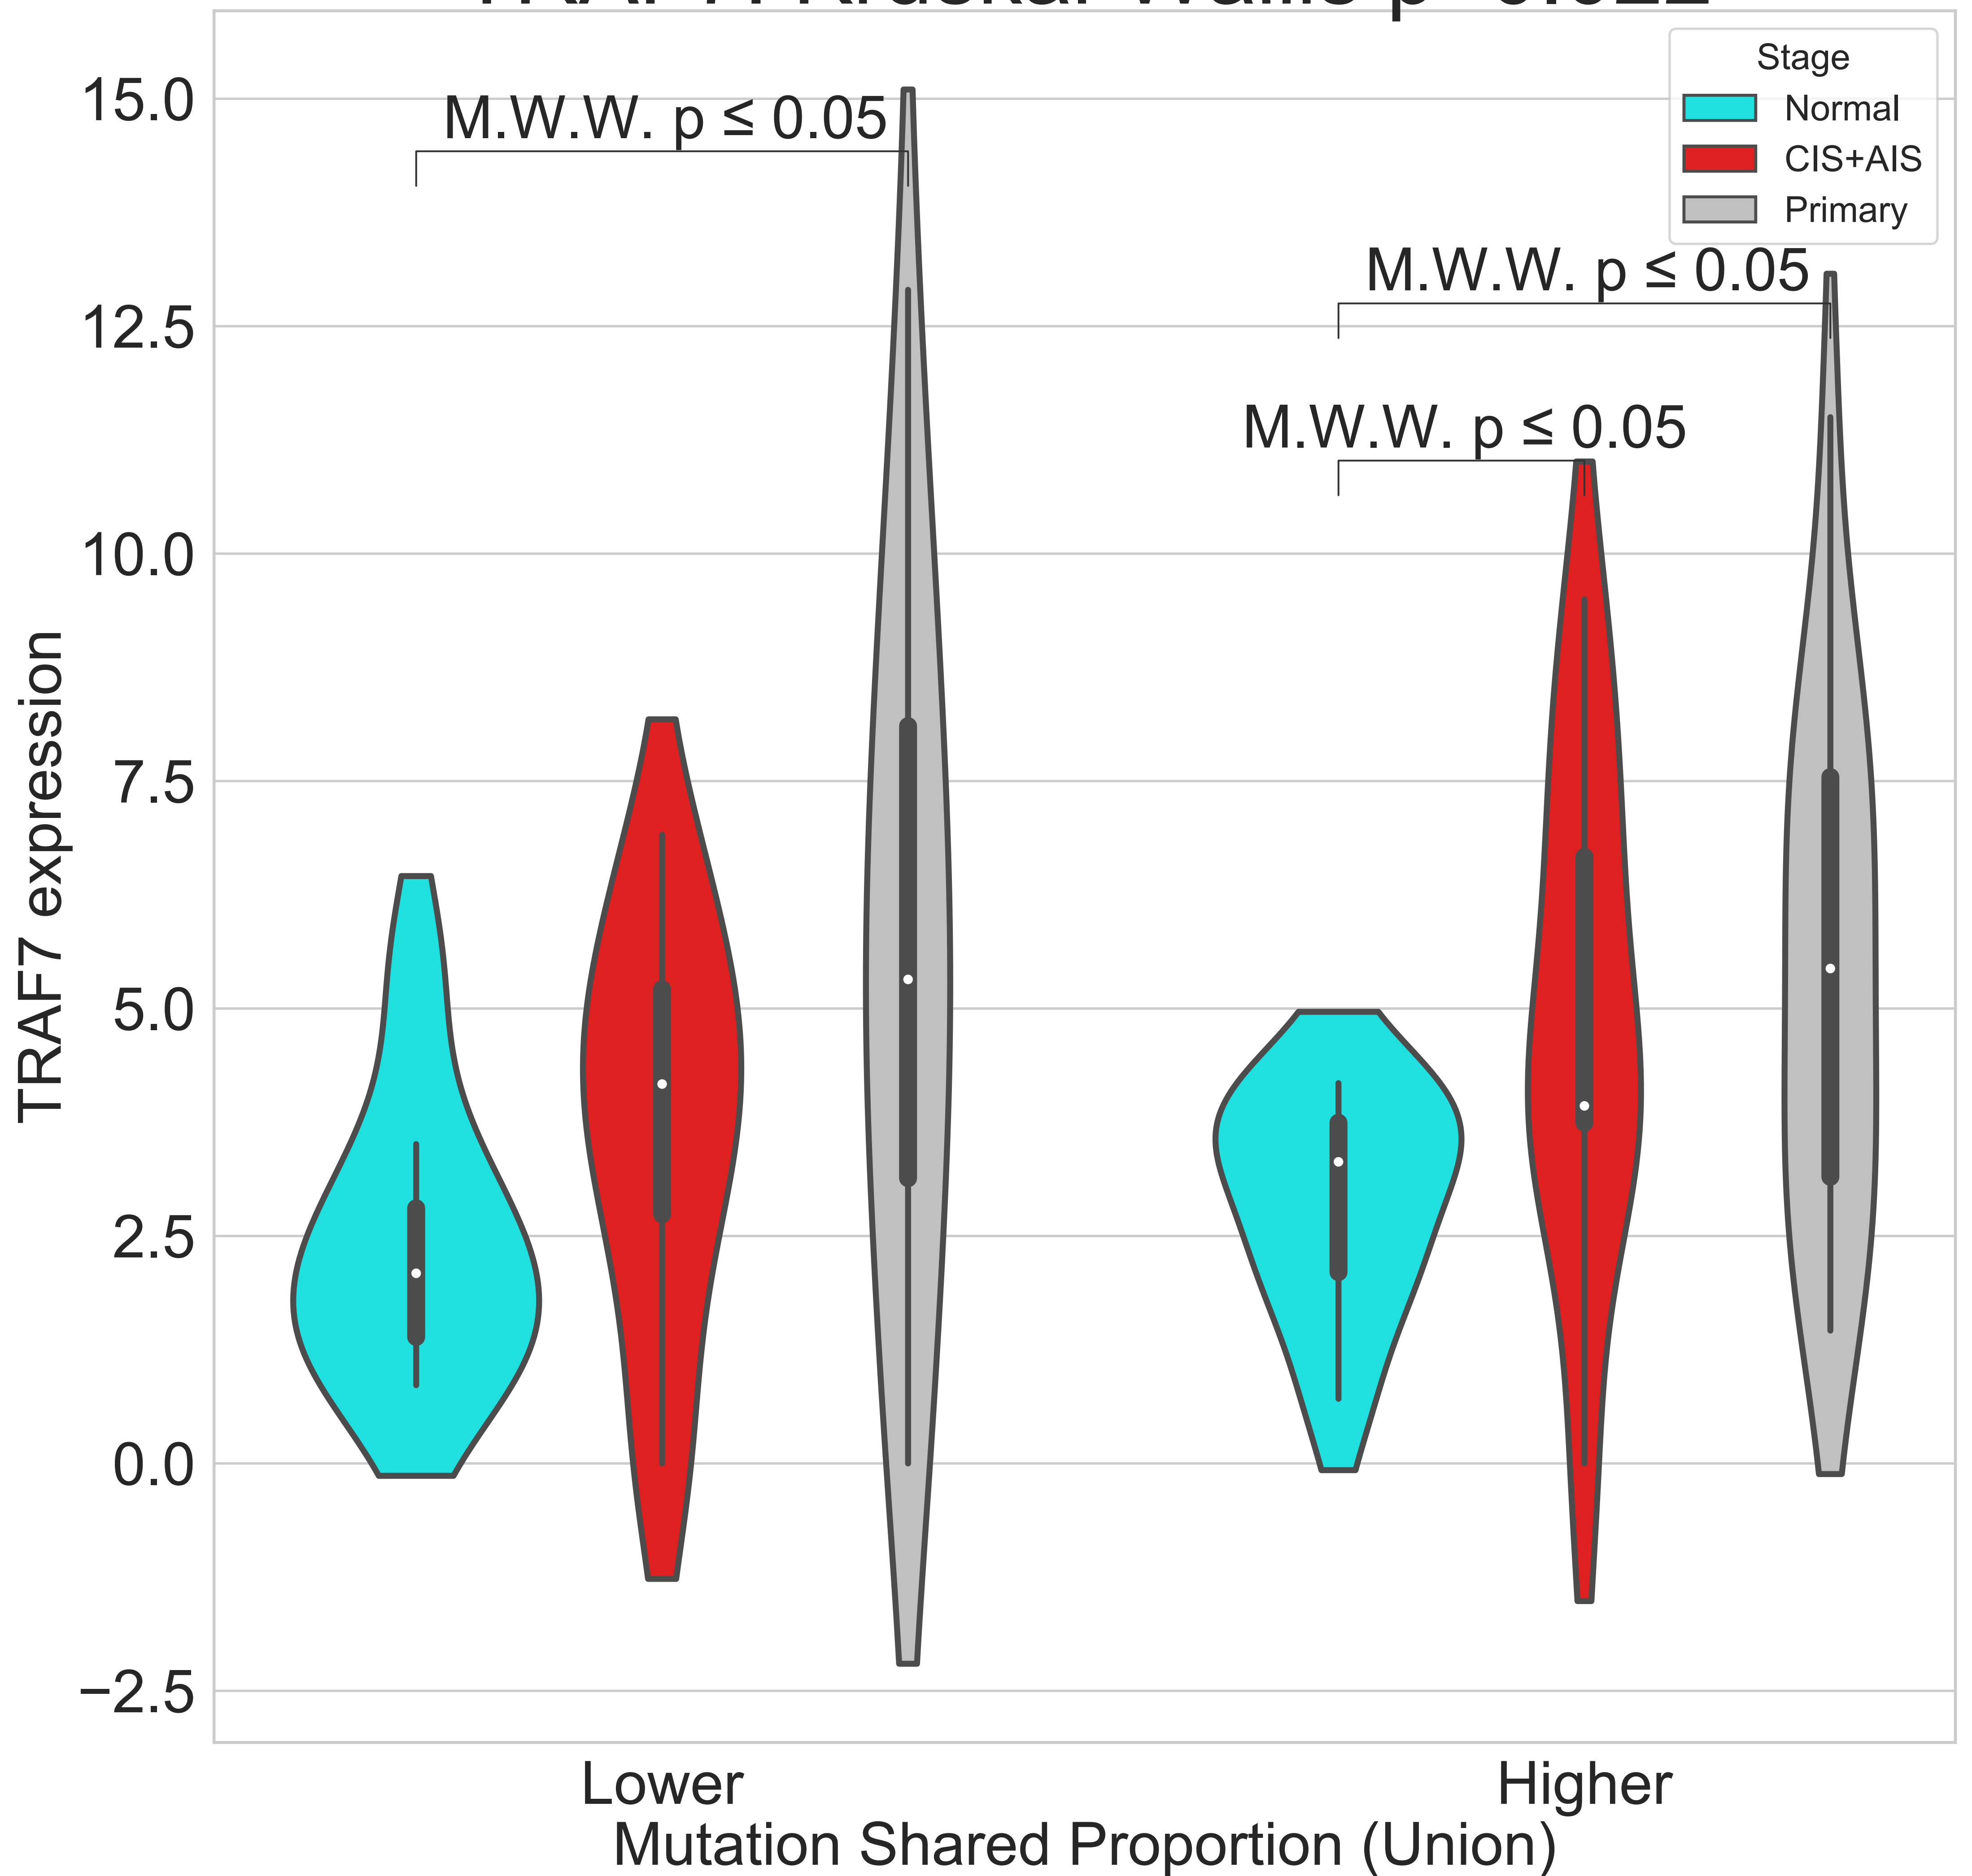 Stage
Normal
CIS+AIS
Primary
M.W.W. p ≤ 0.05
M.W.W. p ≤ 0.05
M.W.W. p ≤ 0.05
15.0
12.5
10.0
7.5
5.0
2.5
0.0
−2.5
TRAF7 expression
Lower
Higher
Mutation Shared Proportion (Union)